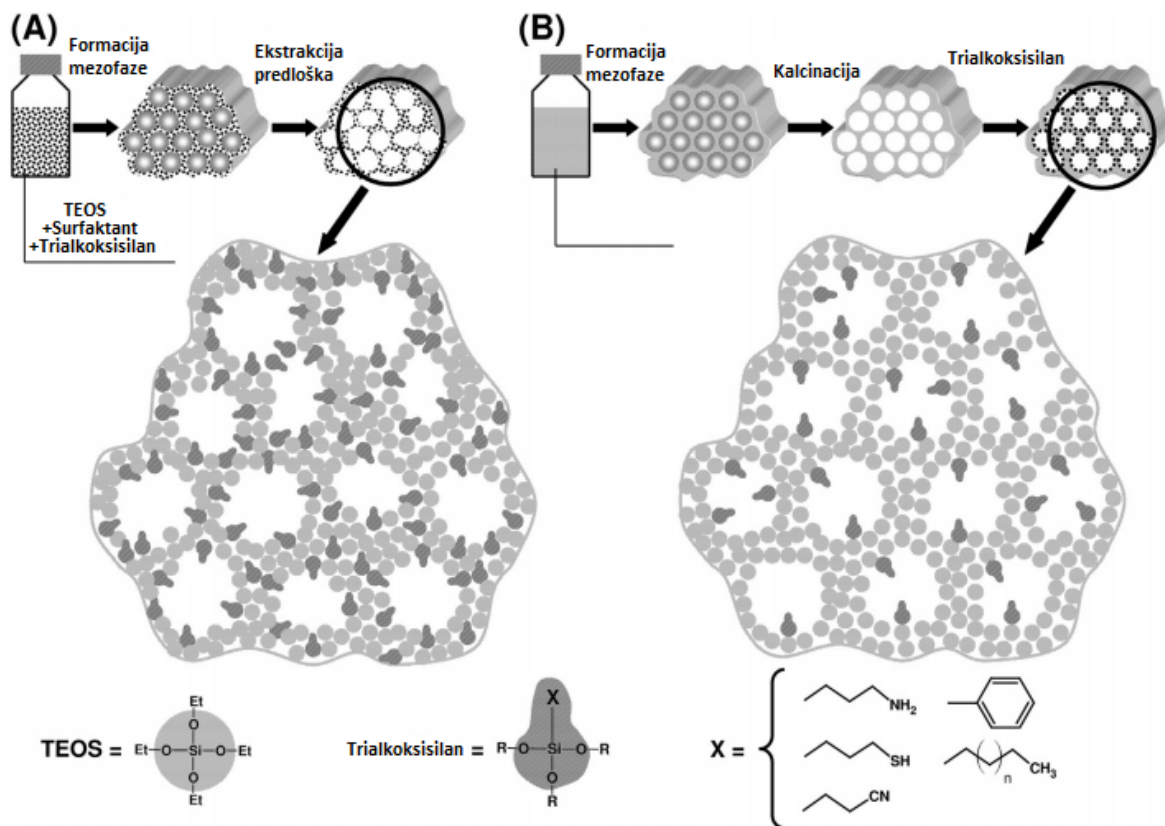 (A)
Formacija
mezofaze
Ekstrakcija
predloška
TEOS
+Surfaktant
+Trialkoksisilan
(B)
Formacija
mezofaze
Kalcinacija
Trialkoksisilan
TEOS =
Et
O
Et-O-Si-O-Et
O
Et
Trialkoksisilan =
X
R-O-Si-O-R
O
R
X =
NH2
SH
CN
n
CH3